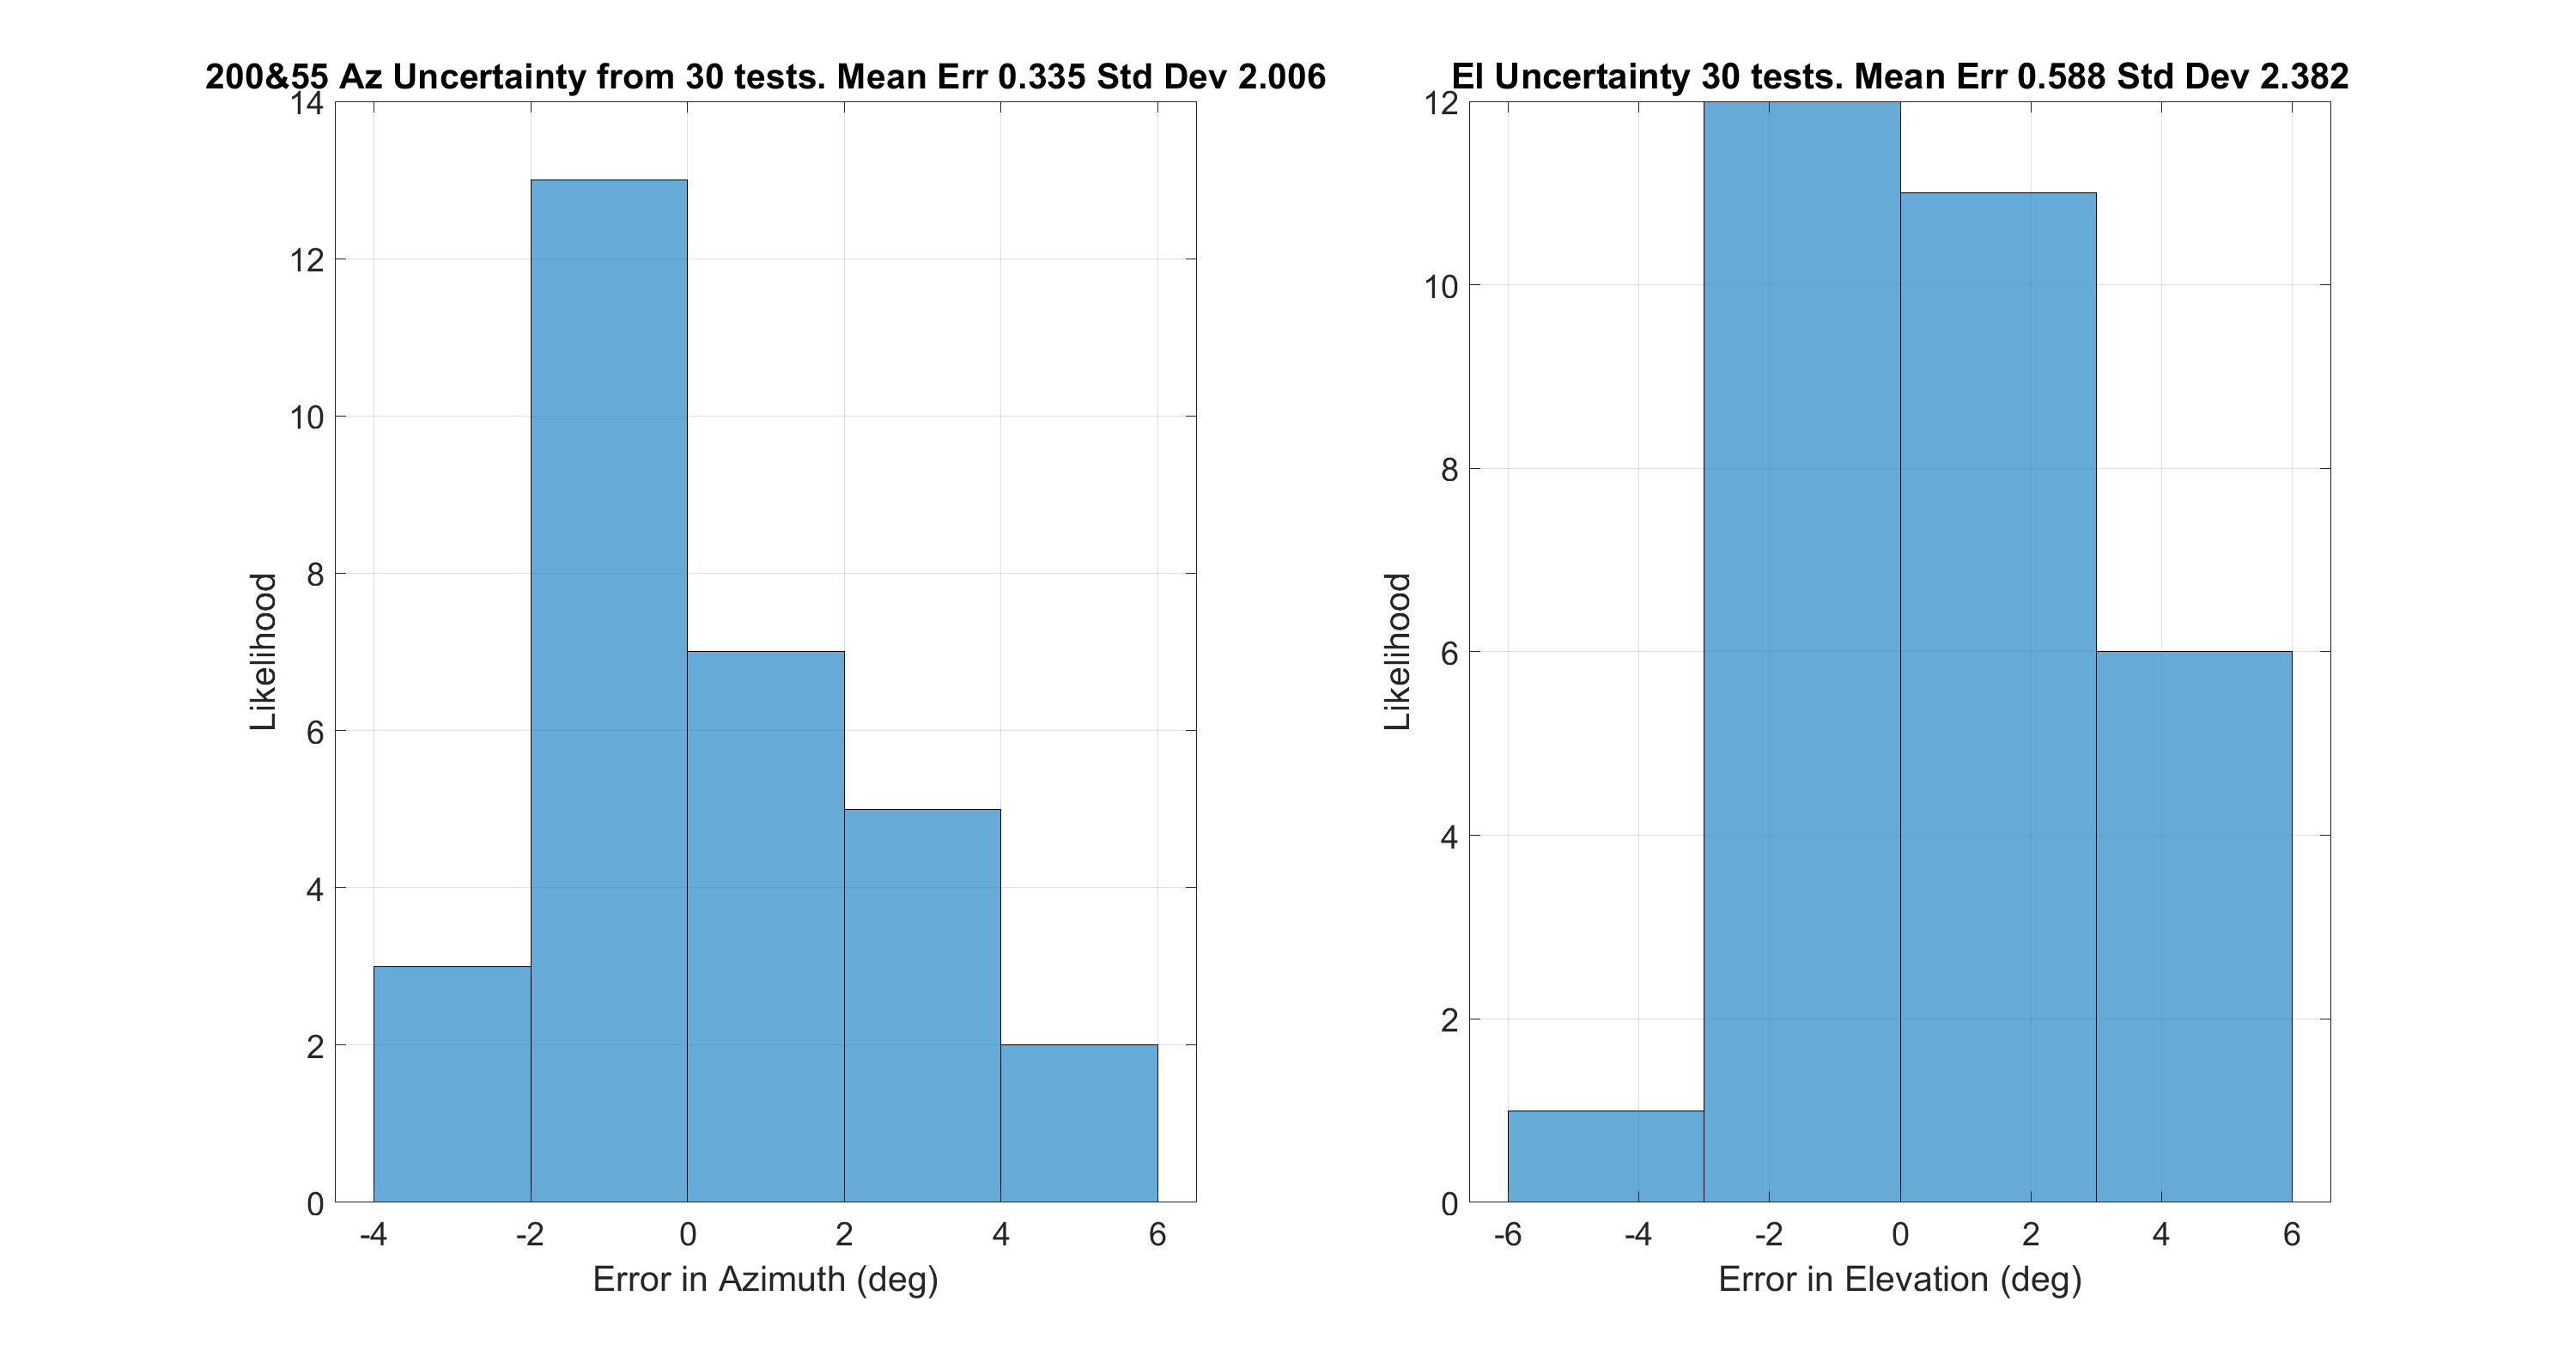 200&55 Az Uncertainty from 30 tests. Mean Err 0.335 Std Dev 2.006
14
12
10
8
6
4
2
0
Likelihood
-4 -2 0 2 4 6
Error in Azimuth (deg)
El Uncertainty 30 tests. Mean Err 0.588 Std Dev 2.382
12
10
8
6
4
2
0
Likelihood
-6 -4 -2 0 2 4 6
Error in Elevation (deg)